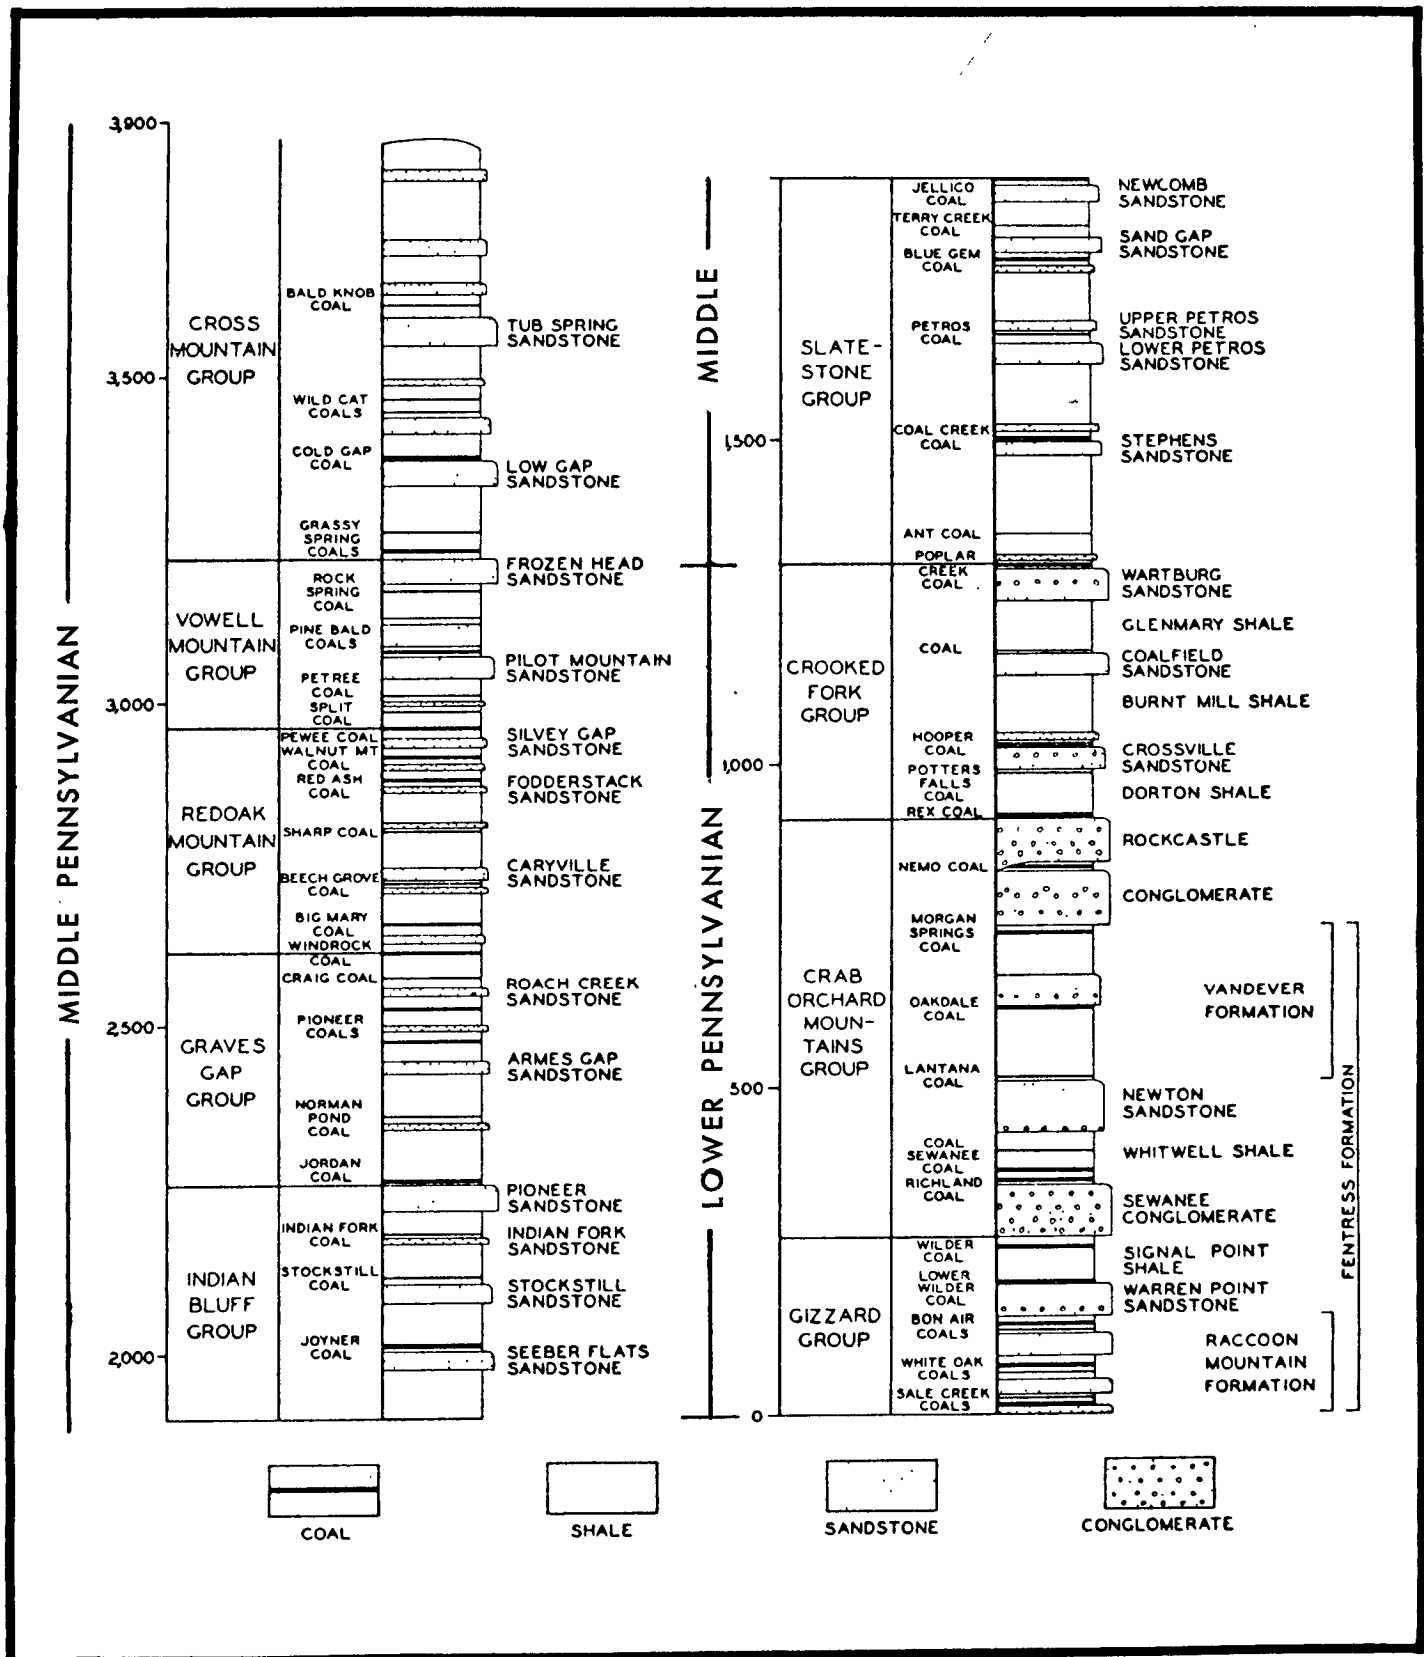 MIDDLE PENNSYLVANIAN
3,900
3,500
3,000
2,500
2,000
CROSS
MOUNTAIN
GROUP
VOWELL
MOUNTAIN
GROUP
REDOAK
MOUNTAIN
GROUP
GRAVES
GAP
GROUP
INDIAN
BLUFF
GROUP
BALD KNOB
COAL
WILD CAT
COALS
COLD GAP
COAL
GRASSY
SPRING
COALS
ROCK
SPRING
COAL
PINE BALD
COALS
PETREE
COAL
SPLIT
COAL
PEWEE COAL
WALNUT MT
COAL
RED ASH
COAL
SHARP COAL
BEECH GROVE
COAL
BIG MARY
COAL
WINDROCK
COAL
CRAIG COAL
PIONEER
COALS
NORMAN
POND
COAL
JORDAN
COAL
INDIAN FORK
COAL
STOCKSTILL
COAL
JOYNER
COAL
TUB SPRING
SANDSTONE
LOW GAP
SANDSTONE
FROZEN HEAD
SANDSTONE
PILOT MOUNTAIN
SANDSTONE
SILVEY GAP
SANDSTONE
FODDERSTACK
SANDSTONE
CARYVILLE
SANDSTONE
ROACH CREEK
SANDSTONE
ARMES GAP
SANDSTONE
PIONEER
SANDSTONE
INDIAN FORK
SANDSTONE
STOCKSTILL
SANDSTONE
SEEBER FLATS
SANDSTONE
MIDDLE
LOWER PENNSYLVANIAN
1,500
1,000
500
0
SLATE-
STONE
GROUP
CROOKED
FORK
GROUP
CRAB
ORCHARD
MOUN-
TAINS
GROUP
GIZZARD
GROUP
JELLICO
COAL
TERRY CREEK
COAL
BLUE GEM
COAL
PETROS
COAL
COAL CREEK
COAL
ANT COAL
POPLAR
CREEK
COAL
COAL
HOOPER
COAL
POTTERS
FALLS
COAL
REX COAL
NEMO COAL
MORGAN
SPRINGS
COAL
OAKDALE
COAL
LANTANA
COAL
COAL
SEWANEE
COAL
RICHLAND
COAL
WILDER
COAL
LOWER
WILDER
COAL
BON AIR
COALS
WHITE OAK
COALS
SALE CREEK
COALS
NEWCOMB
SANDSTONE
SAND GAP
SANDSTONE
UPPER PETROS
SANDSTONE
LOWER PETROS
SANDSTONE
STEPHENS
SANDSTONE
WARTBURG
SANDSTONE
GLENMARY SHALE
COALFIELD
SANDSTONE
BURNT MILL SHALE
CROSSVILLE
SANDSTONE
DORTON SHALE
ROCKCASTLE
CONGLOMERATE
VANDEVER
FORMATION
NEWTON
SANDSTONE
WHITWELL SHALE
SEWANEE
CONGLOMERATE
SIGNAL POINT
SHALE
WARREN POINT
SANDSTONE
RACCOON
MOUNTAIN
FORMATION
FENTRESS FORMATION
COAL
SHALE
SANDSTONE
CONGLOMERATE